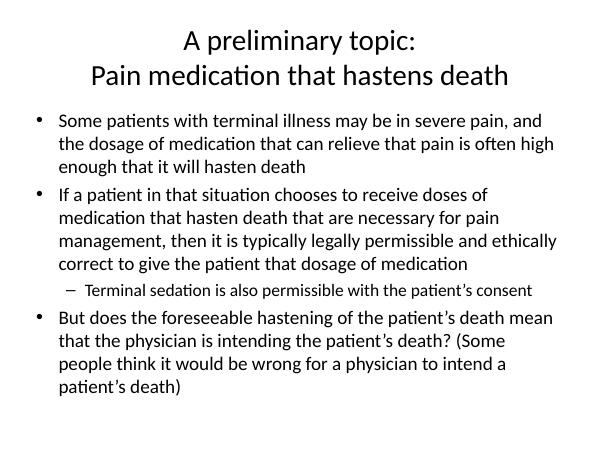 A preliminary topic:
Pain medication that hastens death
• Some patients with terminal illness may be in severe pain, and
the dosage of medication that can relieve that pain is often high
enough that it will hasten death
• If a patient in that situation chooses to receive doses of
medication that hasten death that are necessary for pain
management, then it is typically legally permissible and ethically
correct to give the patient that dosage of medication
– Terminal sedation is also permissible with the patient’s consent
• But does the foreseeable hastening of the patient’s death mean
that the physician is intending the patient’s death? (Some
people think it would be wrong for a physician to intend a
patient’s death)